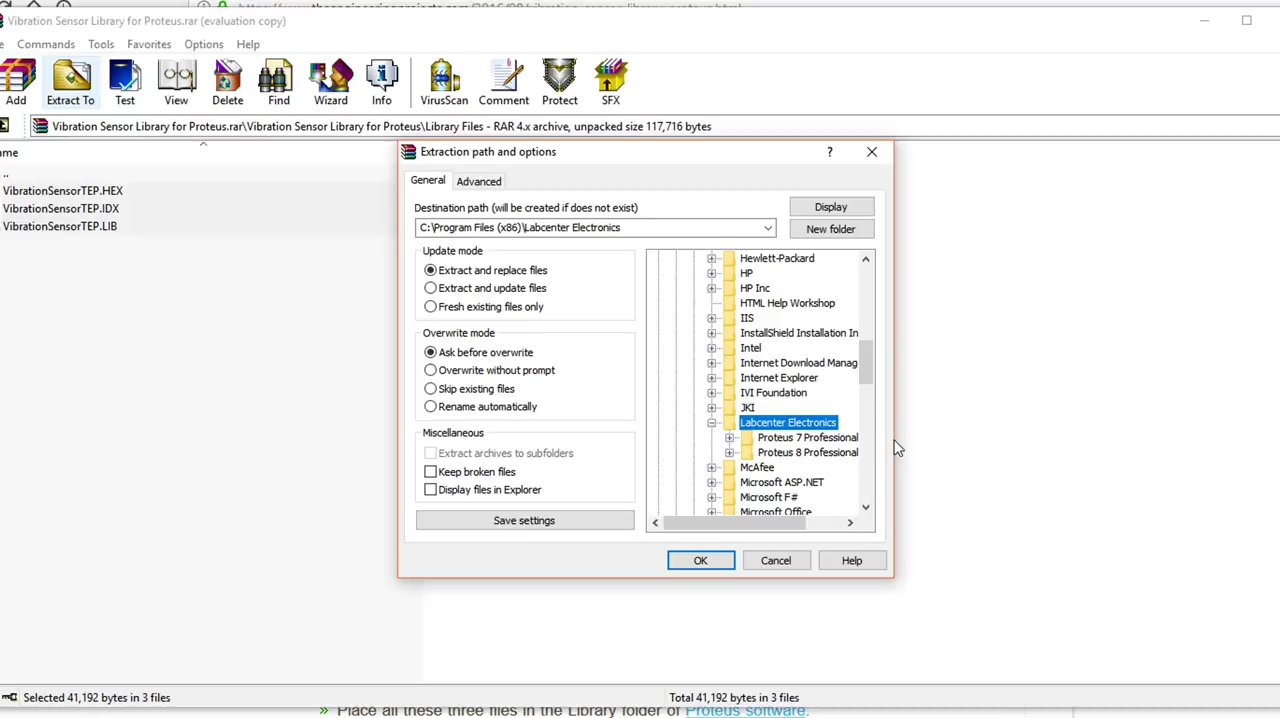 Vibration Sensor Library for Proteus.rar (evaluation copy)
Commands Tools Favorites Options Help
Add Extract To Test View Delete Find Wizard Info VirusScan Comment Protect SFX
Vibration Sensor Library for Proteus.rar\Vibration Sensor Library for Proteus\Library Files - RAR 4.x archive, unpacked size 117,716 bytes
..
VibrationSensorTEP.HEX
VibrationSensorTEP.IDX
VibrationSensorTEP.LIB
Extraction path and options
?
General Advanced
Destination path (will be created if does not exist)
Display
C:\Program Files (x86)\Labcenter Electronics
New folder
Update mode
Extract and replace files
Extract and update files
Fresh existing files only
Overwrite mode
Ask before overwrite
Overwrite without prompt
Skip existing files
Rename automatically
Miscellaneous
Extract archives to subfolders
Keep broken files
Display files in Explorer
Save settings
Hewlett-Packard
HP
HP Inc
HTML Help Workshop
IIS
InstallShield Installation In
Intel
Internet Download Manag
Internet Explorer
IVI Foundation
JKI
Labcenter Electronics
Proteus 7 Professional
Proteus 8 Professional
McAfee
Microsoft ASP.NET
Microsoft F#
Microsoft Office
OK Cancel Help
Selected 41,192 bytes in 3 files
Total 41,192 bytes in 3 files
» Place all these three files in the Library folder of Proteus software.